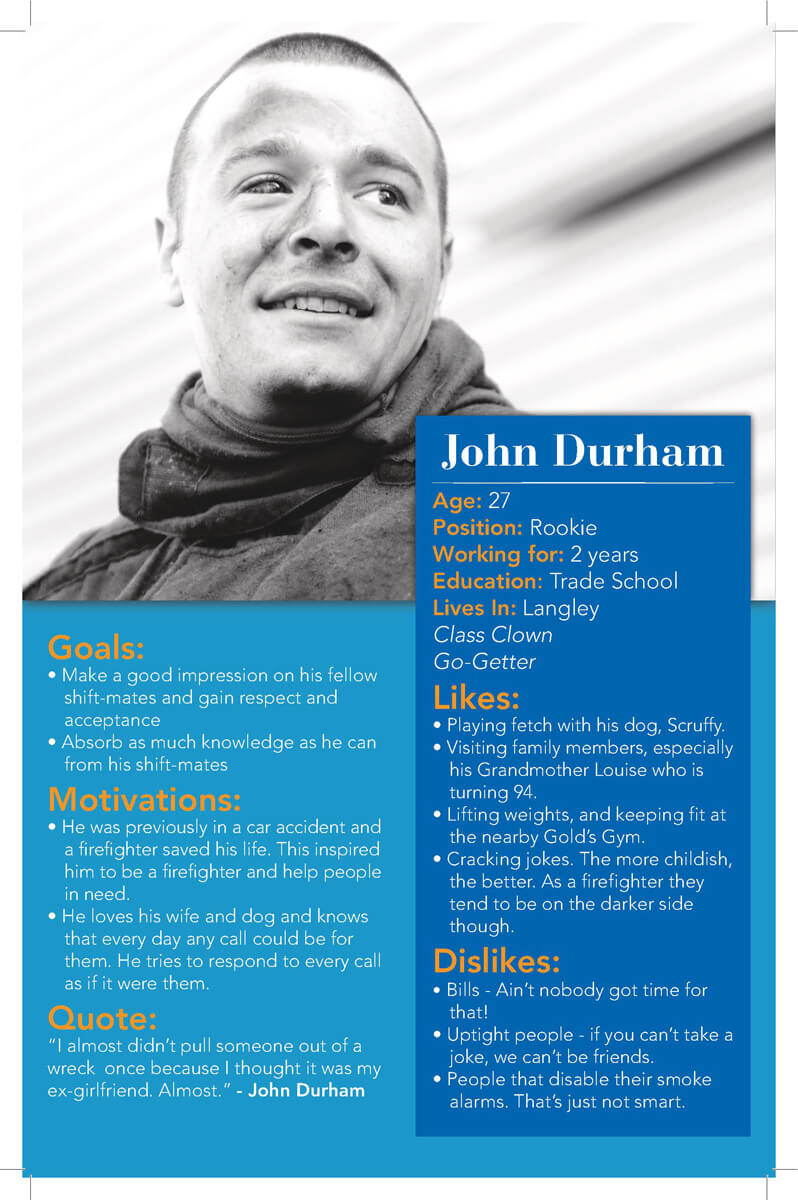 John Durham
Age: 27
Position: Rookie
Working for: 2 years
Education: Trade School
Lives In: Langley
Class Clown
Go-Getter
Likes:
• Playing fetch with his dog, Scruffy.
• Visiting family members, especially
his Grandmother Louise who is
turning 94.
• Lifting weights, and keeping fit at
the nearby Gold's Gym.
• Cracking jokes. The more childish,
the better. As a firefighter they
tend to be on the darker side
though.
Dislikes:
• Bills - Ain't nobody got time for
that!
• Uptight people - if you can't take a
joke, we can't be friends.
• People that disable their smoke
alarms. That's just not smart.
Goals:
• Make a good impression on his fellow
shift-mates and gain respect and
acceptance
• Absorb as much knowledge as he can
from his shift-mates
Motivations:
• He was previously in a car accident and
a firefighter saved his life. This inspired
him to be a firefighter and help people
in need.
• He loves his wife and dog and knows
that every day any call could be for
them. He tries to respond to every call
as if it were them.
Quote:
“I almost didn't pull someone out of a
wreck once because I thought it was my
ex-girlfriend. Almost.” - John Durham